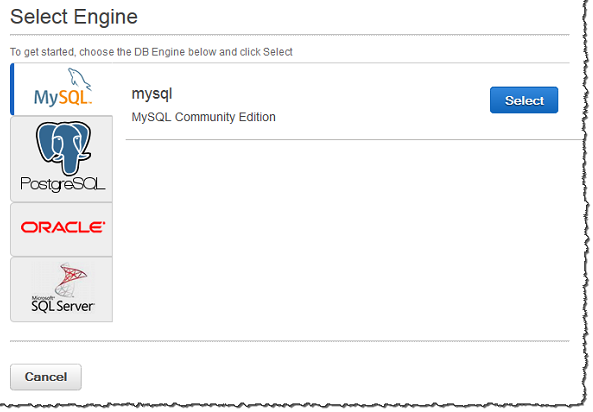 Select Engine
To get started, choose the DB Engine below and click Select
MySQL.
mysql
Select
MySQL Community Edition
PostgreSQL
ORACLE
Microsoft
SQL Server
Cancel